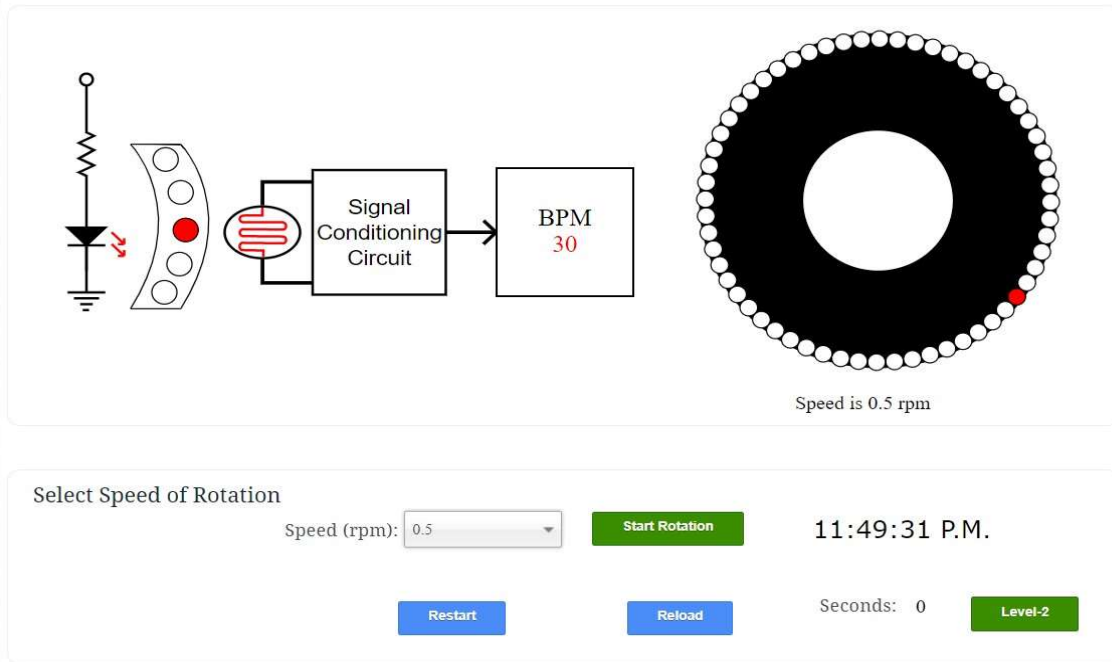 Signal
Conditioning
Circuit
BPM
30
Speed is 0.5 rpm
Select Speed of Rotation
Speed (rpm): 0.5
Start Rotation
11:49:31 P.M.
Restart
Reload
Seconds: 0
Level-2